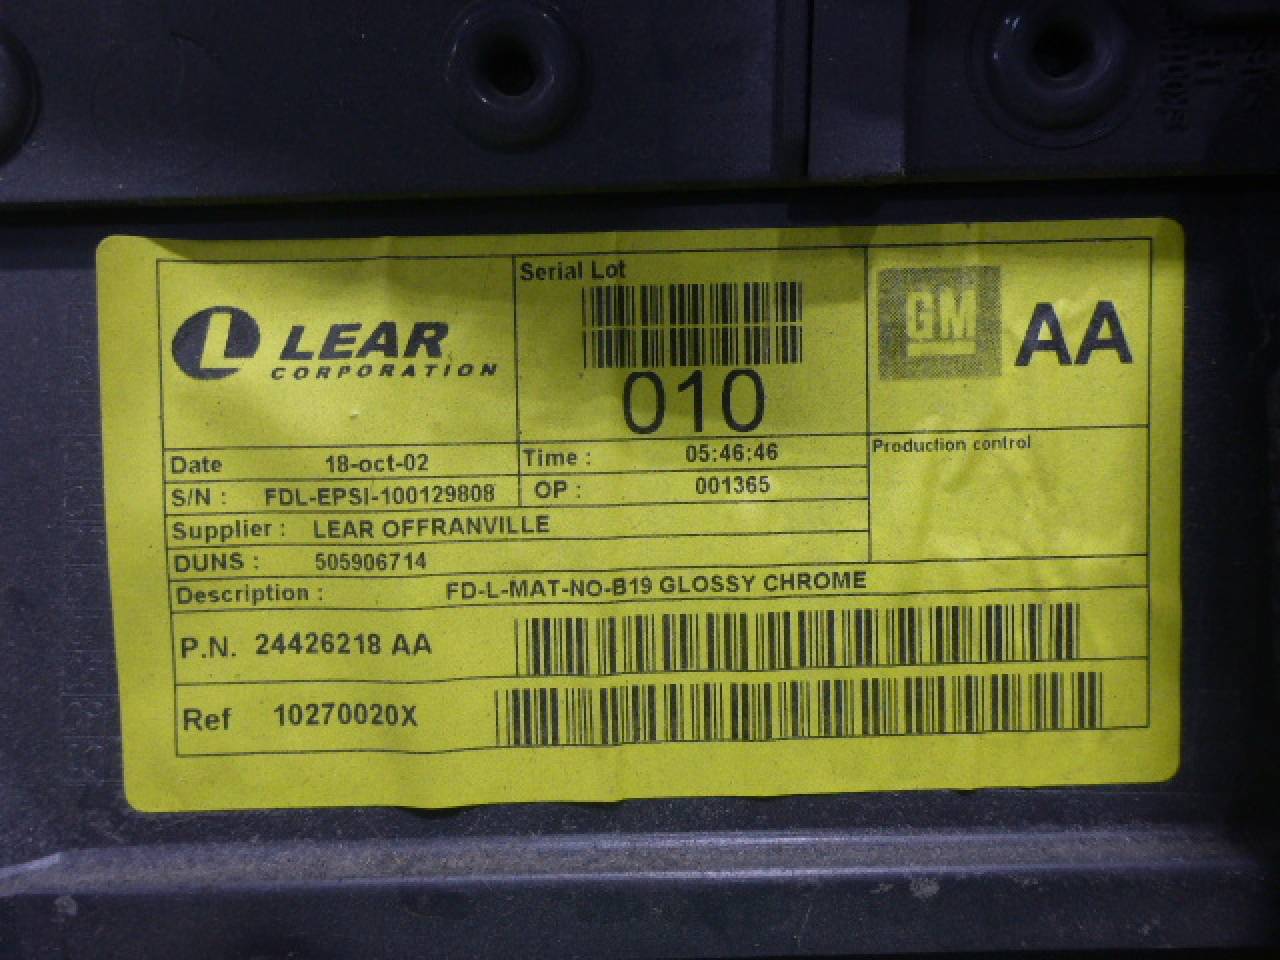 Serial Lot
LEAR
CORPORATION
010
GM AA
Date 18-oct-02
Time : 05:46:46
Production control
S/N : FDL-EPSI-100129808
OP : 001365
Supplier : LEAR OFFRANVILLE
DUNS : 505906714
Description : FD-L-MAT-NO-B19 GLOSSY CHROME
P.N. 24426218 AA
Ref 10270020X